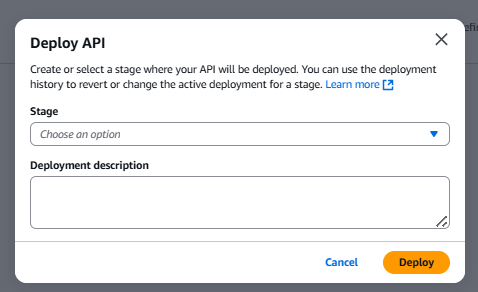 Deploy API
Create or select a stage where your API will be deployed. You can use the deployment
history to revert or change the active deployment for a stage. Learn more
Stage
Choose an option
Deployment description
Cancel
Deploy